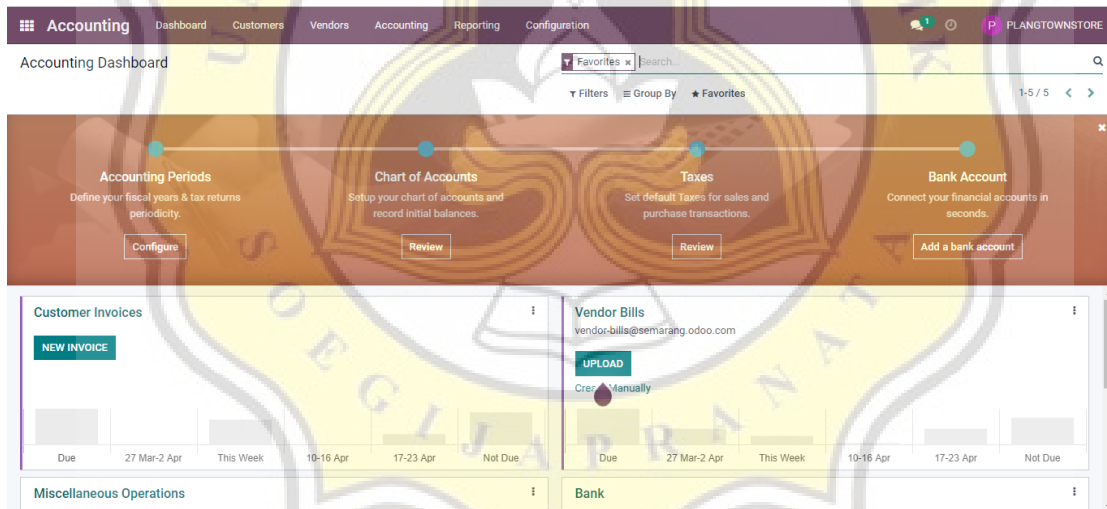 Accounting Dashboard Customers Vendors Accounting Reporting Configuration 1 P PLANGTOWNSTORE
Accounting Dashboard Favorites × Search...
Filters Group By Favorites 1-5 / 5
Accounting Periods
Define your fiscal years & tax returns
periodicity.
Configure
Chart of Accounts
Setup your chart of accounts and
record initial balances.
Review
Taxes
Set default Taxes for sales and
purchase transactions.
Review
Bank Account
Connect your financial accounts in
seconds.
Add a bank account
Customer Invoices
NEW INVOICE
Due 27 Mar-2 Apr This Week 10-16 Apr 17-23 Apr Not Due
Vendor Bills
vendor-bills@semarang.odoo.com
UPLOAD
Manually
Due 27 Mar-2 Apr This Week 10-16 Apr 17-23 Apr Not Due
Miscellaneous Operations
Bank
SOEGIJAPRANATA